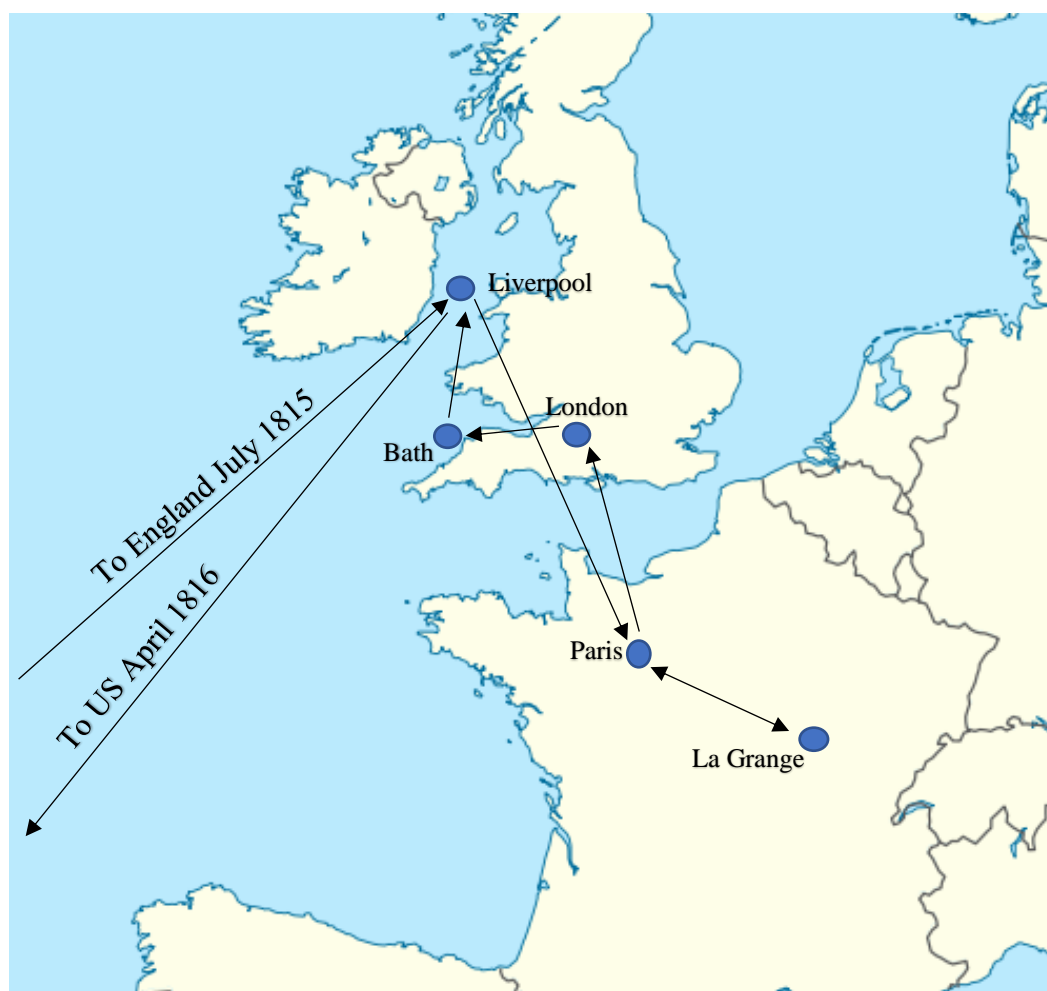 Liverpool
London
Bath
To England July 1815
To US April 1816
Paris
La Grange